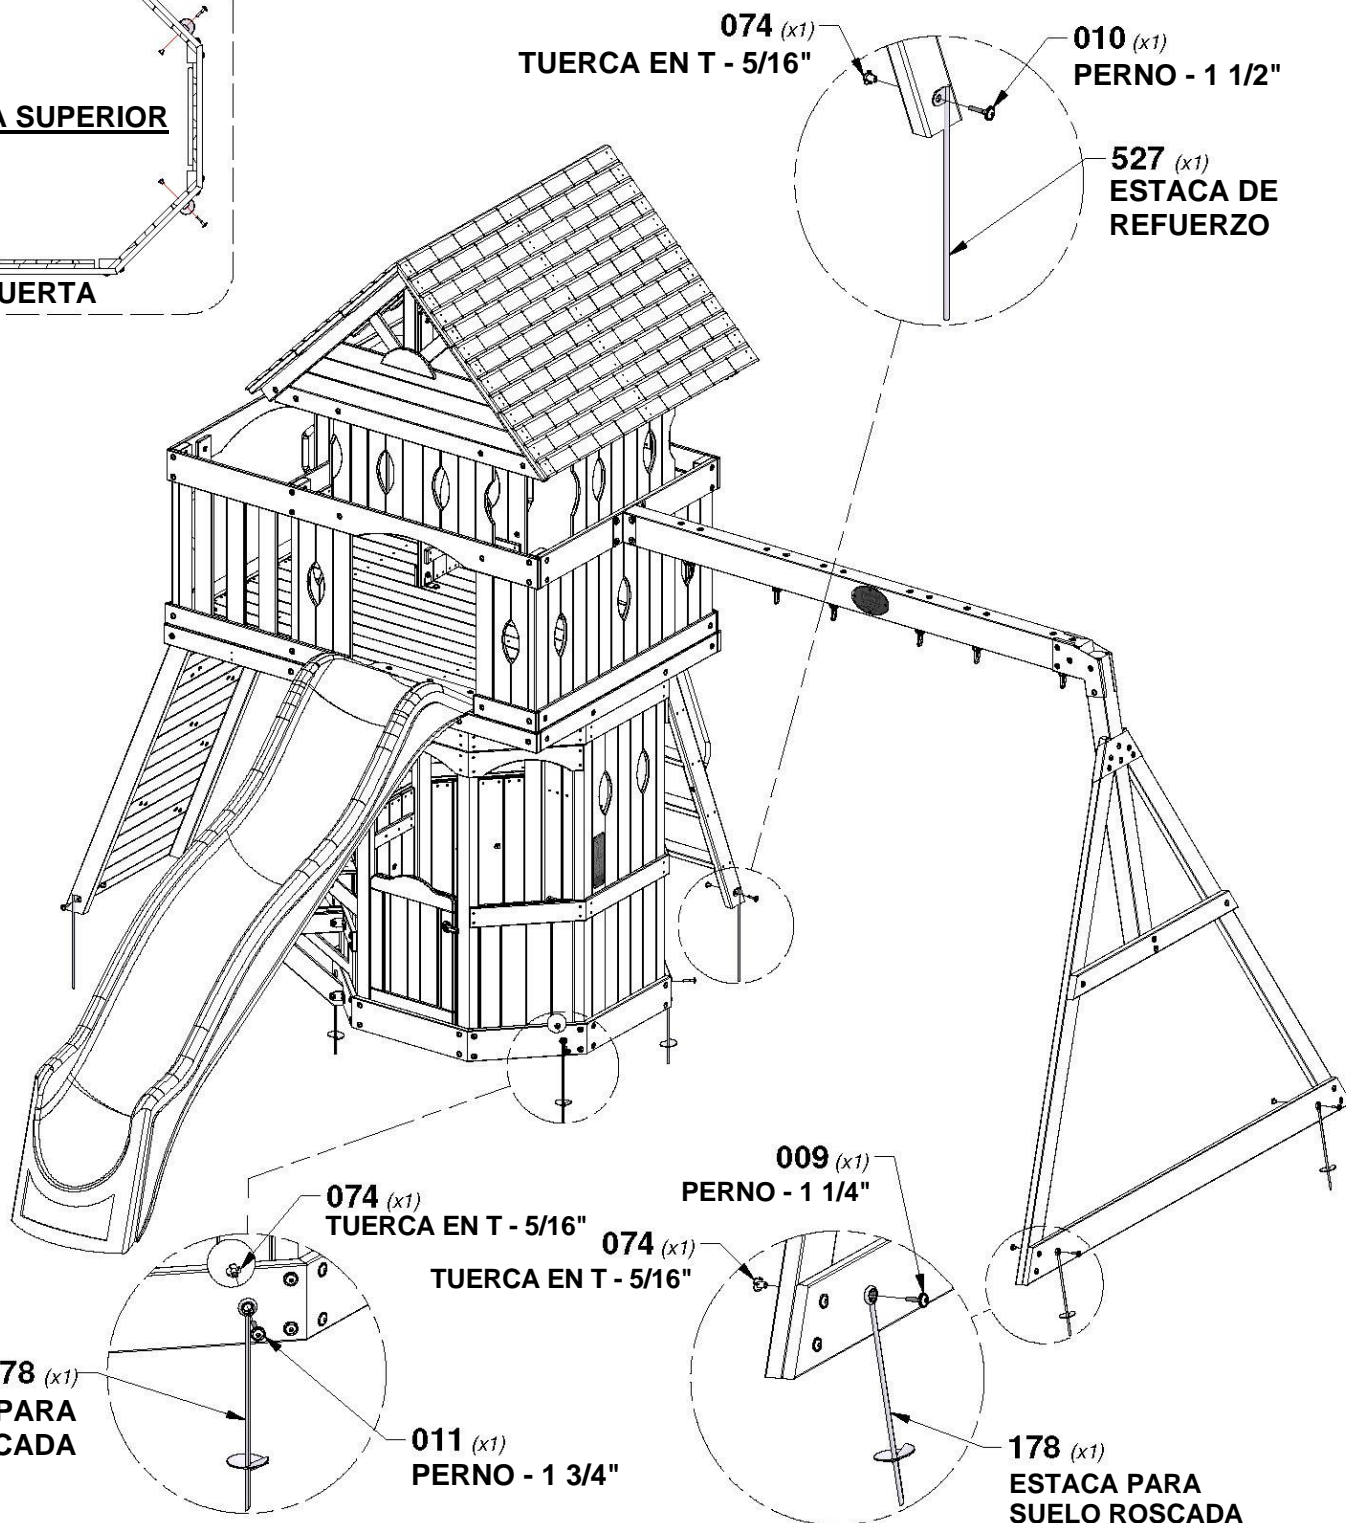 074 (x1)
TUERCA EN T - 5/16"
010 (x1)
PERNO - 1 1/2"
A SUPERIOR
527 (x1)
ESTACA DE
REFUERZO
UERTA
009 (x1)
PERNO - 1 1/4"
074 (x1)
TUERCA EN T - 5/16"
074 (x1)
TUERCA EN T - 5/16"
78 (x1)
PARA
CADA
011 (x1)
PERNO - 1 3/4"
178 (x1)
ESTACA PARA
SUELO ROSCADA